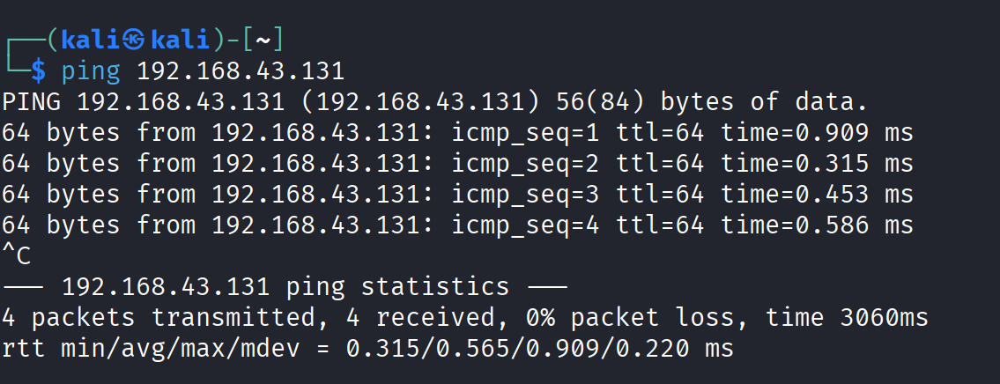 ┌──(kali㉿kali)-[~]
└─$ ping 192.168.43.131
PING 192.168.43.131 (192.168.43.131) 56(84) bytes of data.
64 bytes from 192.168.43.131: icmp_seq=1 ttl=64 time=0.909 ms
64 bytes from 192.168.43.131: icmp_seq=2 ttl=64 time=0.315 ms
64 bytes from 192.168.43.131: icmp_seq=3 ttl=64 time=0.453 ms
64 bytes from 192.168.43.131: icmp_seq=4 ttl=64 time=0.586 ms
^C
--- 192.168.43.131 ping statistics ---
4 packets transmitted, 4 received, 0% packet loss, time 3060ms
rtt min/avg/max/mdev = 0.315/0.565/0.909/0.220 ms